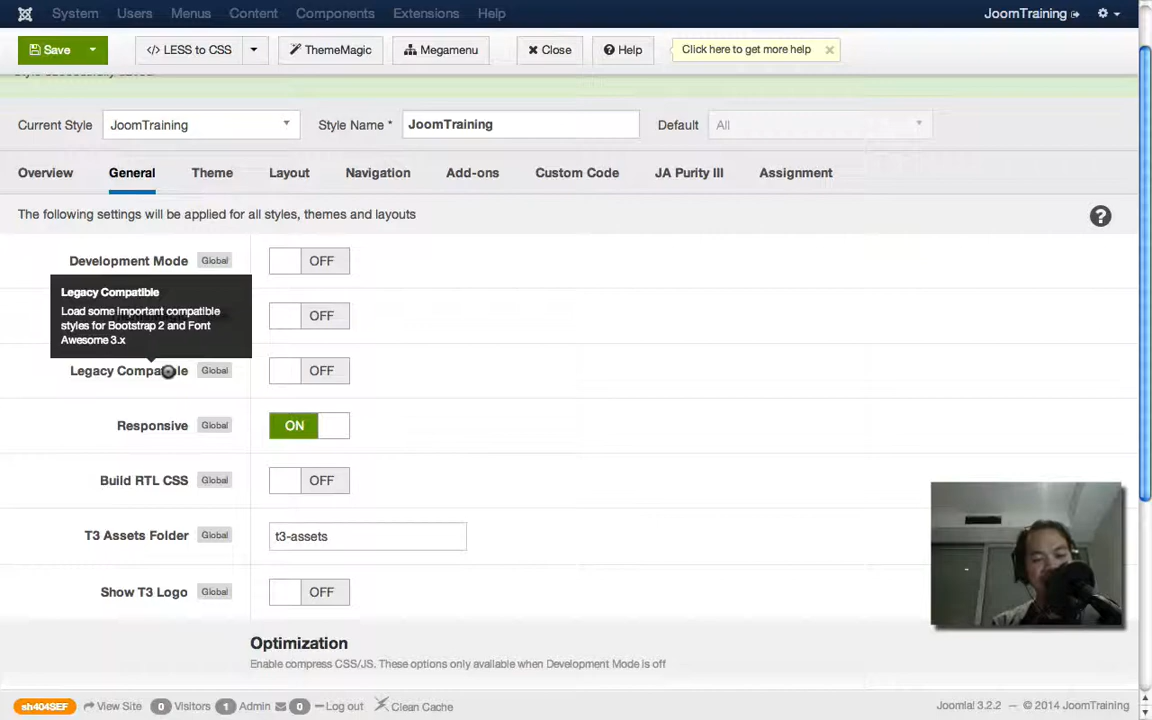 System Users Menus Content Components Extensions Help JoomTraining
Save LESS to CSS ThemeMagic Megamenu Close Help Click here to get more help ×
Style successfully saved
Current Style JoomTraining Style Name * JoomTraining Default All
Overview General Theme Layout Navigation Add-ons Custom Code JA Purity III Assignment
The following settings will be applied for all styles, themes and layouts
Development Mode Global OFF
Legacy Compatible
Load some important compatible
styles for Bootstrap 2 and Font
Awesome 3.x
OFF
Legacy Compatible Global OFF
Responsive Global ON
Build RTL CSS Global OFF
T3 Assets Folder Global t3-assets
Show T3 Logo Global OFF
Optimization
Enable compress CSS/JS. These options only available when Development Mode is off
sh404SEF View Site 0 Visitors 1 Admin 0 Log out Clean Cache Joomla! 3.2.2 — © 2014 JoomTraining